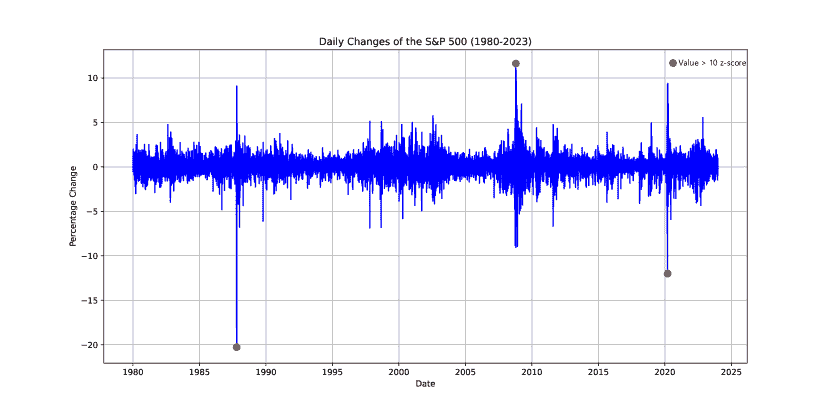 Daily Changes of the S&P 500 (1980-2023)
Value > 10 z-score
10
5
0
−5
−10
−15
−20
Percentage Change
1980 1985 1990 1995 2000 2005 2010 2015 2020 2025
Date